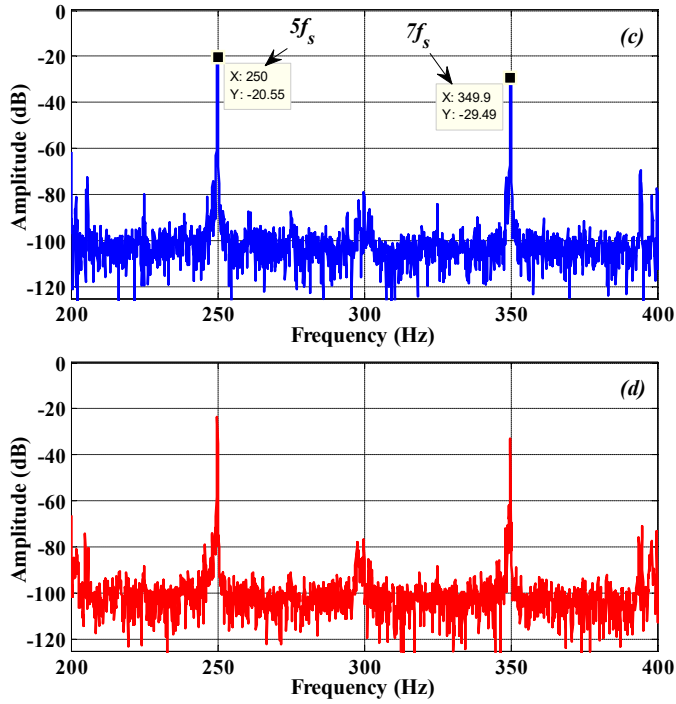 0
-20
-40
-60
-80
-100
-120
Amplitude (dB)
5fs
7fs
(c)
X: 250
Y: -20.55
X: 349.9
Y: -29.49
200 250 300 350 400
Frequency (Hz)
0
-20
-40
-60
-80
-100
-120
Amplitude (dB)
(d)
200 250 300 350 400
Frequency (Hz)